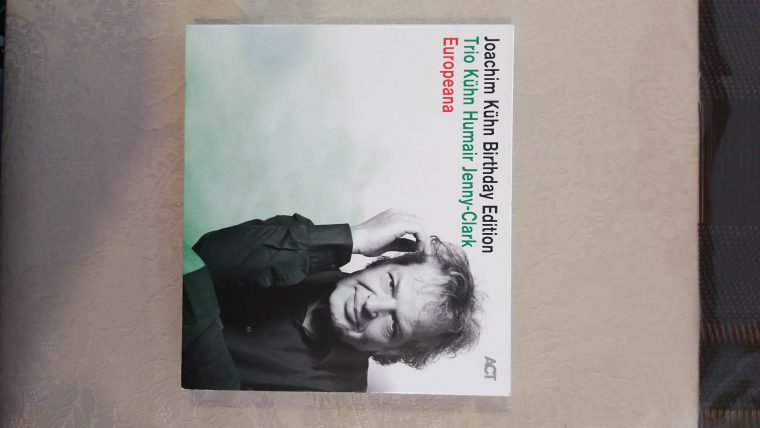 Joachim Kühn Birthday Edition
Trio Kühn Humair Jenny-Clark
Europeana
ACT